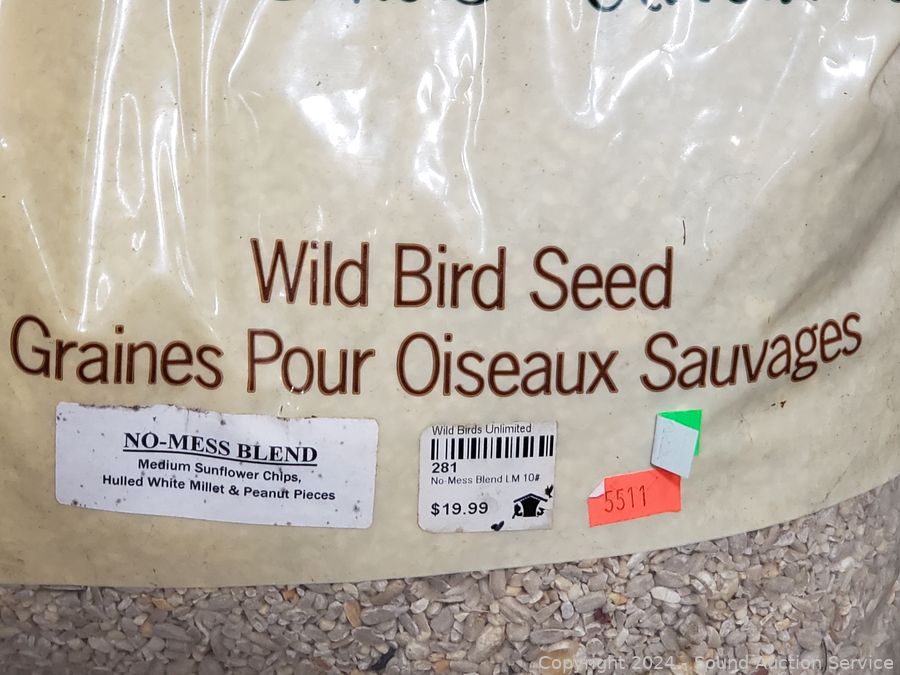 Wild Bird Seed
Graines Pour Oiseaux Sauvages
NO-MESS BLEND
Medium Sunflower Chips,
Hulled White Millet & Peanut Pieces
Wild Birds Unlimited
281
No-Mess Blend LM 10#
$19.99
5511
Copyright 2024 - Sound Auction Service